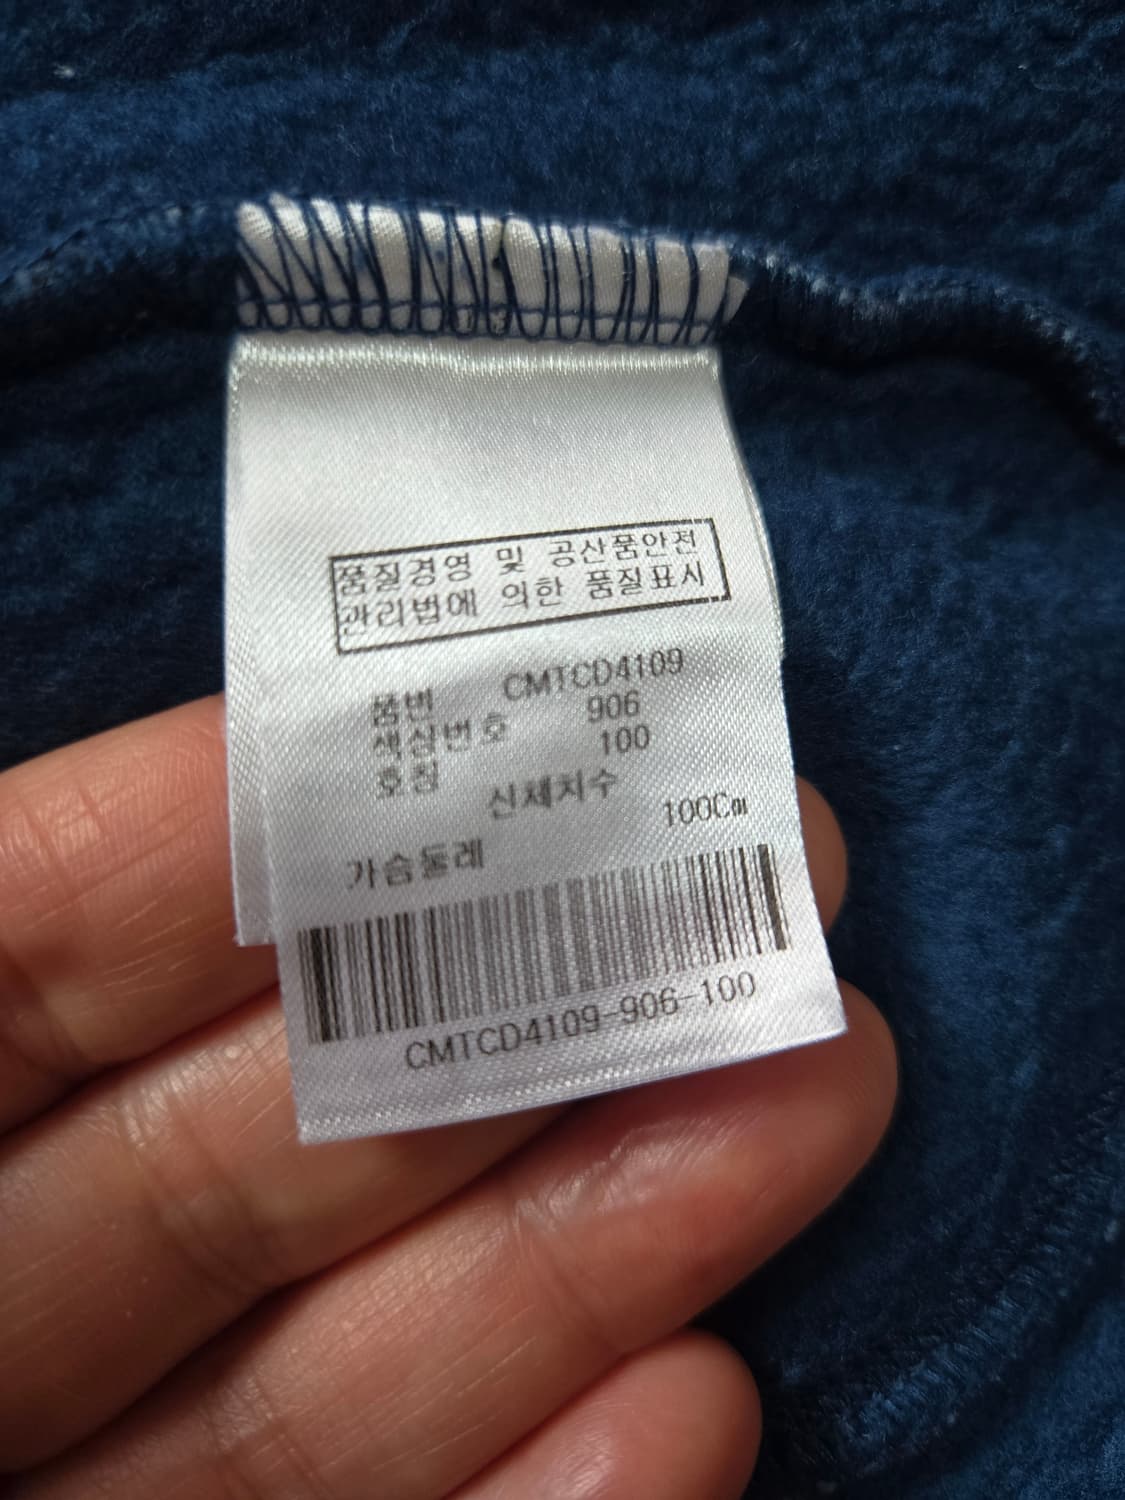 품질경영 및 공산품안전
관리법에 의한 품질표시
품번 CMTCD4109
색상번호 906
호칭 100
신체치수
가슴둘레 100Cm
CMTCD4109-906-100